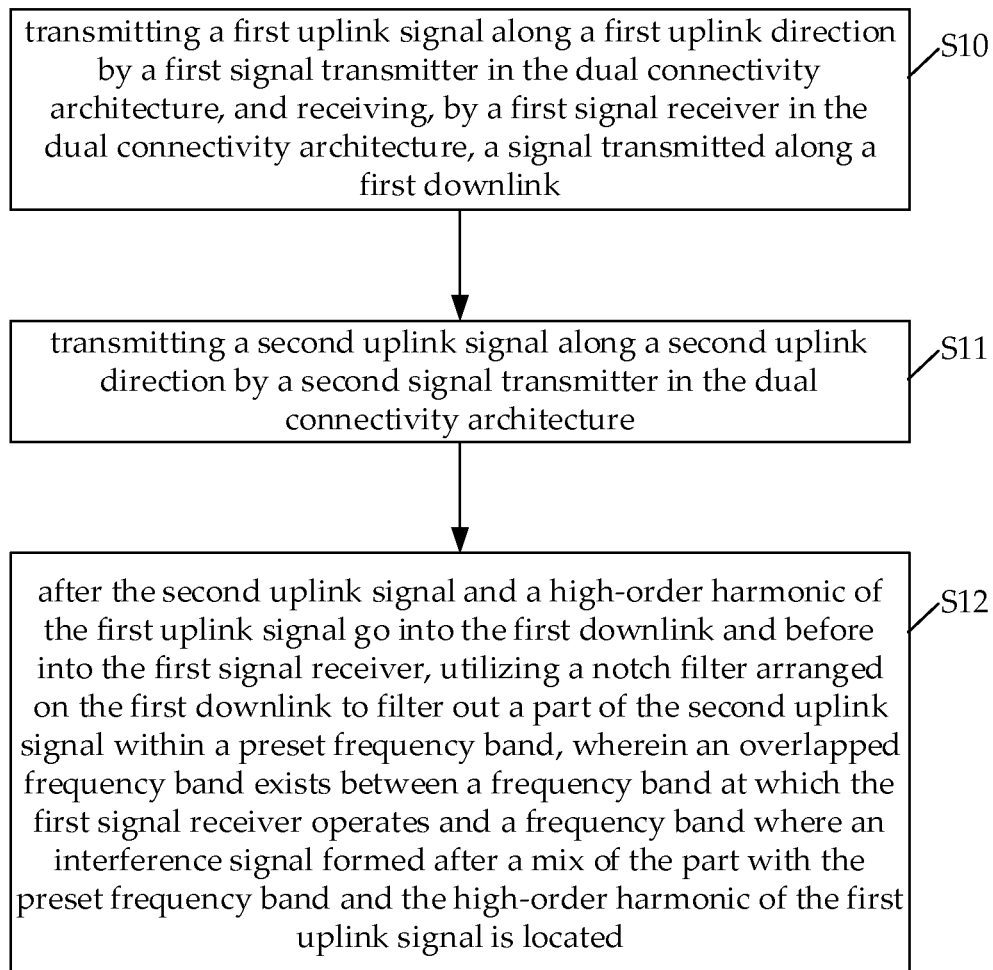 transmitting a first uplink signal along a first uplink direction
by a first signal transmitter in the dual connectivity
architecture, and receiving, by a first signal receiver in the
dual connectivity architecture, a signal transmitted along a
first downlink
S10
transmitting a second uplink signal along a second uplink
direction by a second signal transmitter in the dual
connectivity architecture
S11
after the second uplink signal and a high-order harmonic of
the first uplink signal go into the first downlink and before
into the first signal receiver, utilizing a notch filter arranged
on the first downlink to filter out a part of the second uplink
signal within a preset frequency band, wherein an overlapped
frequency band exists between a frequency band at which the
first signal receiver operates and a frequency band where an
interference signal formed after a mix of the part with the
preset frequency band and the high-order harmonic of the first
uplink signal is located
S12